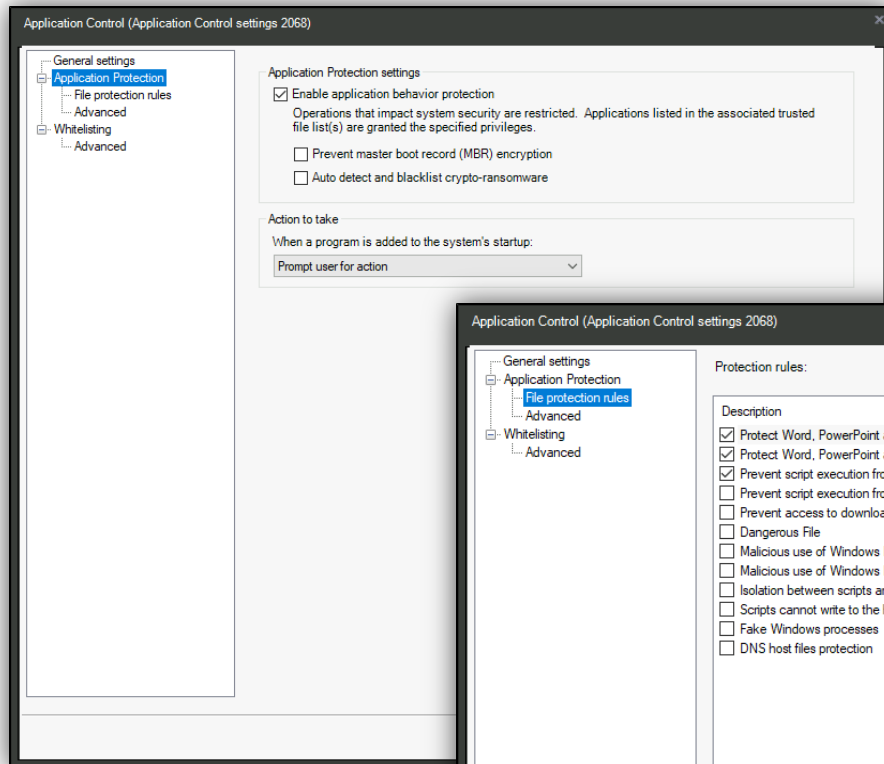 Application Control (Application Control settings 2068)
General settings
Application Protection
File protection rules
Advanced
Whitelisting
Advanced
Application Protection settings
Enable application behavior protection
Operations that impact system security are restricted. Applications listed in the associated trusted
file list(s) are granted the specified privileges.
Prevent master boot record (MBR) encryption
Auto detect and blacklist crypto-ransomware
Action to take
When a program is added to the system's startup:
Prompt user for action
Application Control (Application Control settings 2068)
General settings
Application Protection
File protection rules
Advanced
Whitelisting
Advanced
Protection rules:
Description
Protect Word, PowerPoint
Protect Word, PowerPoint
Prevent script execution
Prevent script execution
Prevent access to
Dangerous File
Malicious use of Windows
Malicious use of Windows
Isolation between scripts
Scripts cannot write to the
Fake Windows processes
DNS host files protection